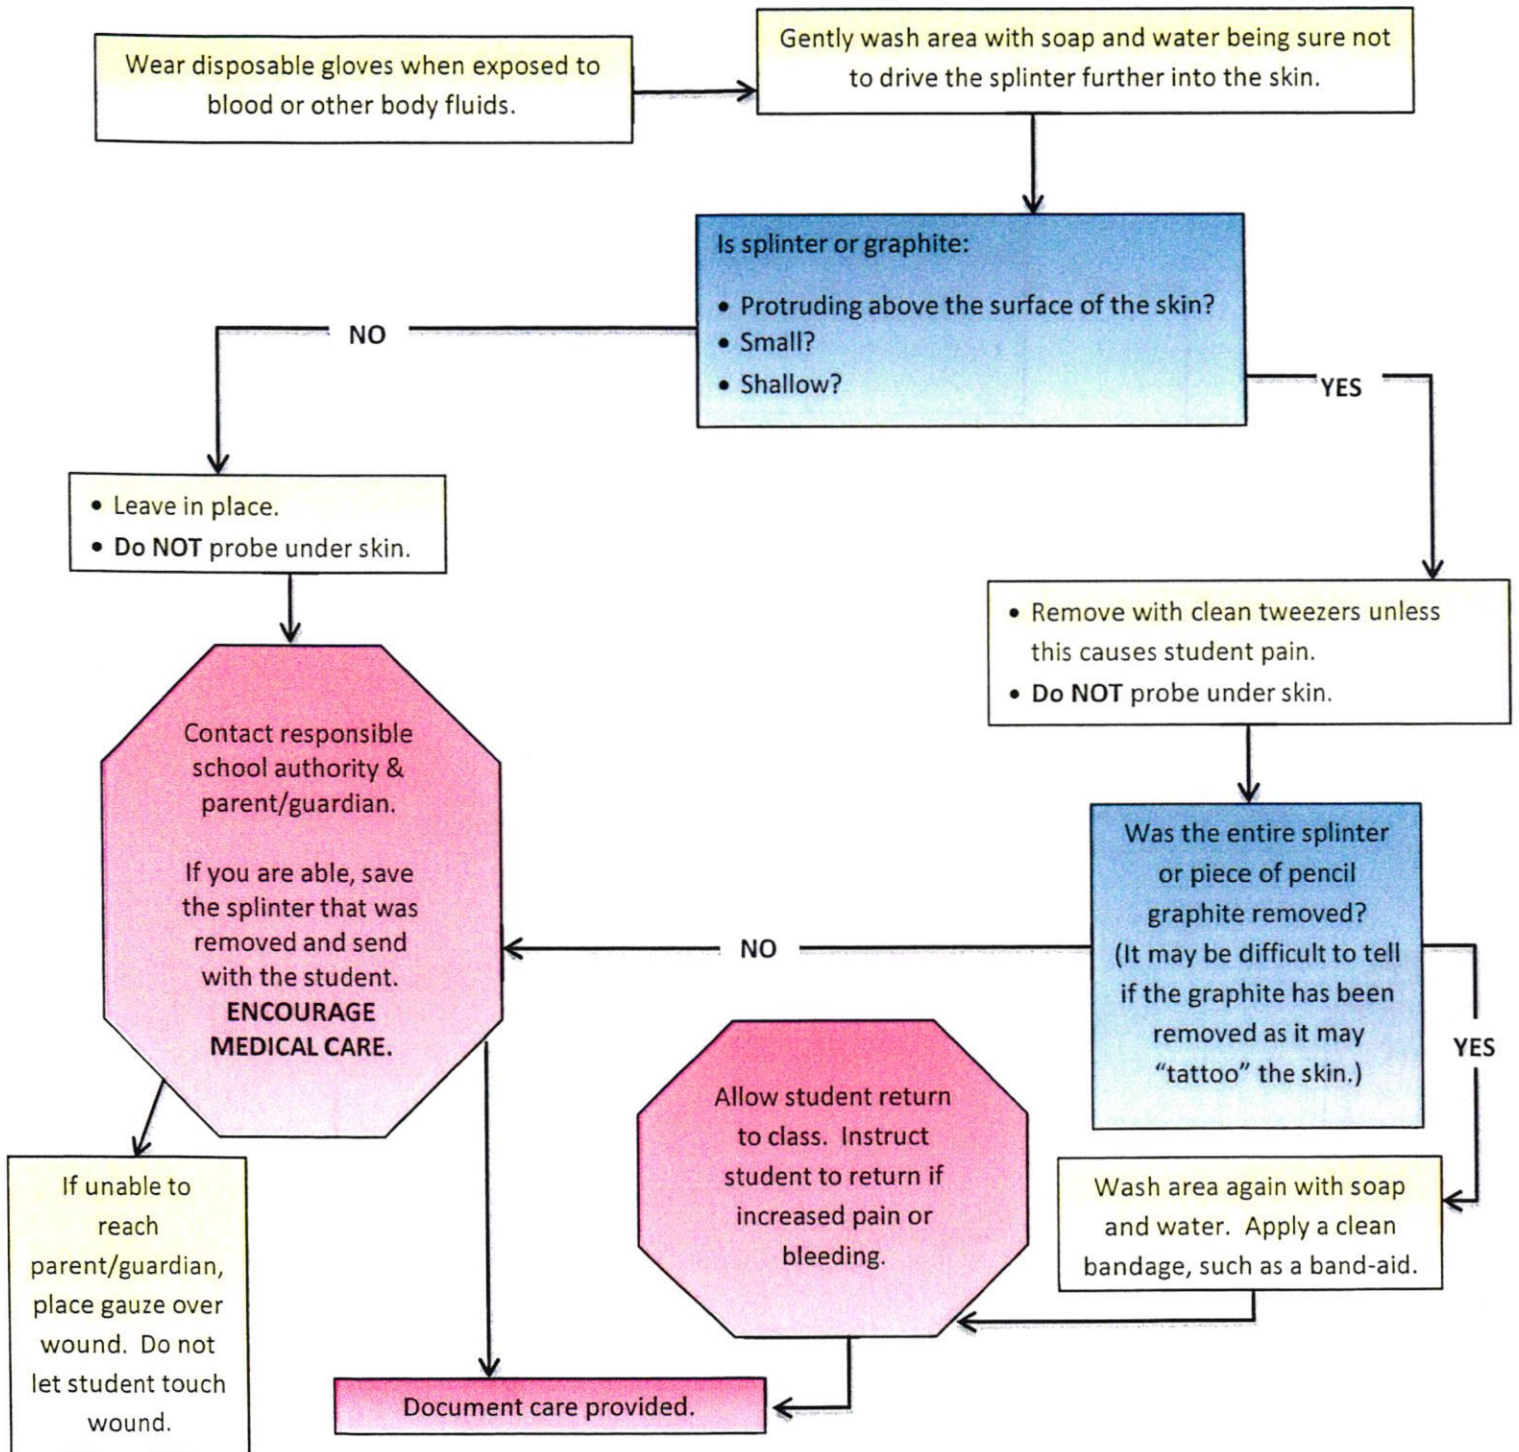 Wear disposable gloves when exposed to
blood or other body fluids.
Gently wash area with soap and water being sure not
to drive the splinter further into the skin.
Is splinter or graphite:
• Protruding above the surface of the skin?
• Small?
• Shallow?
NO
YES
• Leave in place.
• Do NOT probe under skin.
• Remove with clean tweezers unless
this causes student pain.
• Do NOT probe under skin.
Contact responsible
school authority &
parent/guardian.
If you are able, save
the splinter that was
removed and send
with the student.
ENCOURAGE
MEDICAL CARE.
Was the entire splinter
or piece of pencil
graphite removed?
(It may be difficult to tell
if the graphite has been
removed as it may
“tattoo” the skin.)
NO
YES
If unable to
reach
parent/guardian,
place gauze over
wound. Do not
let student touch
wound.
Allow student return
to class. Instruct
student to return if
increased pain or
bleeding.
Wash area again with soap
and water. Apply a clean
bandage, such as a band-aid.
Document care provided.